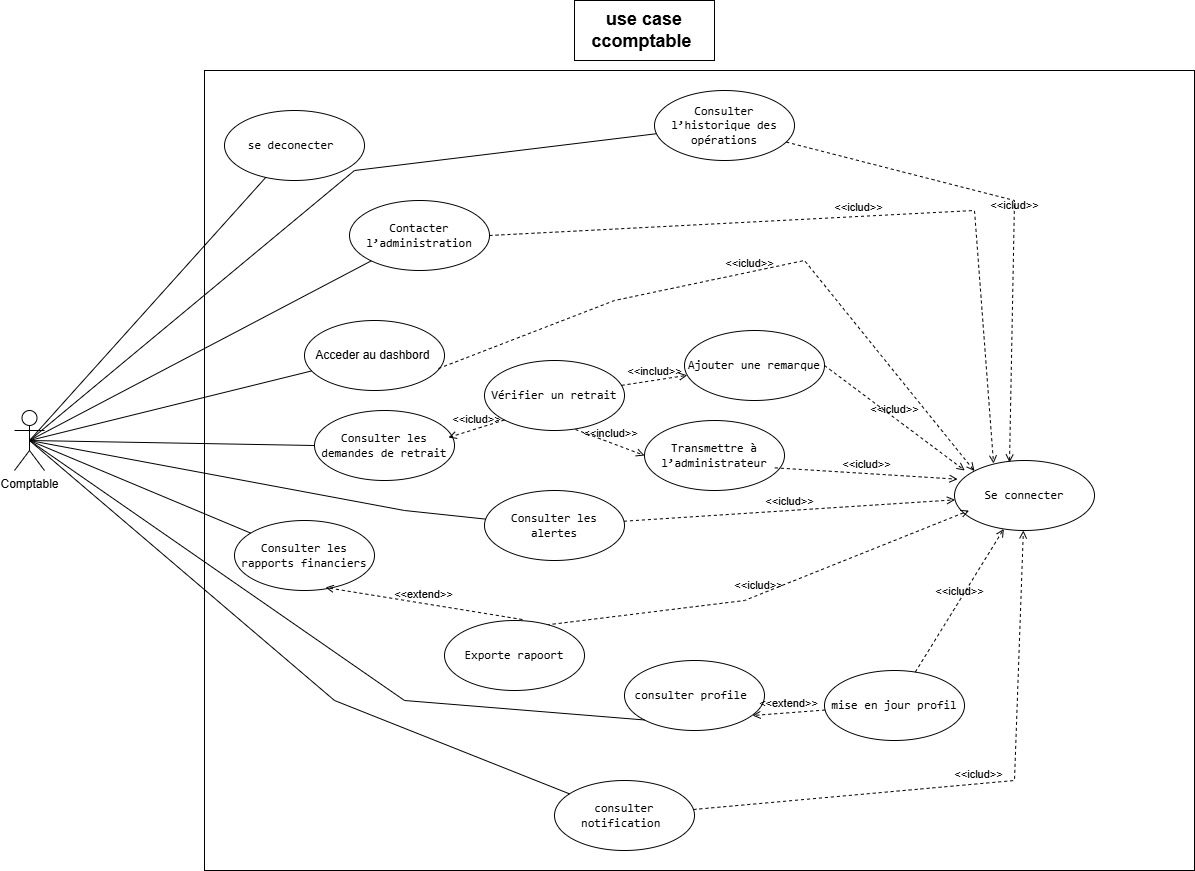 use case
ccomptable
Consulter
l’historique des
opérations
se deconecter
<<iclud>>
<<iclud>>
Contacter
l’administration
<<iclud>>
Acceder au dashbord
Ajouter une remarque
<<includ>>
Vérifier un retrait
<<iclud>>
<<iclud>>
<<includ>>
Consulter les
demandes de retrait
Transmettre à
l’administrateur
<<iclud>>
Comptable
Se connecter
<<iclud>>
Consulter les
alertes
Consulter les
rapports financiers
<<iclud>>
<<extend>>
<<iclud>>
Exporte rapoort
consulter profile
<<extend>>
mise en jour profil
<<iclud>>
consulter
notification